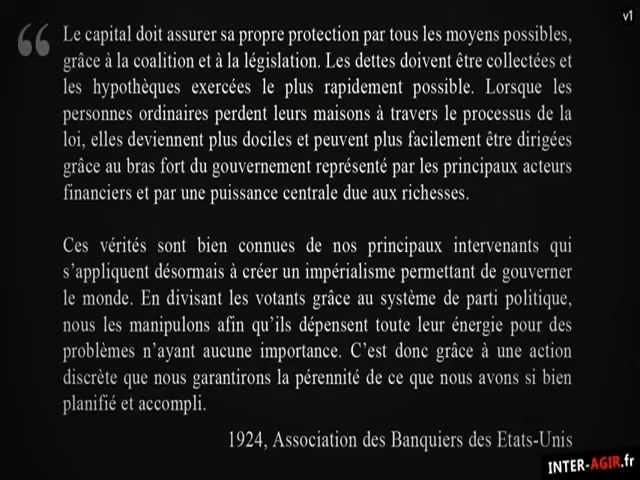 v1
“
Le capital doit assurer sa propre protection par tous les moyens possibles,
grâce à la coalition et à la législation. Les dettes doivent être collectées et
les hypothèques exercées le plus rapidement possible. Lorsque les
personnes ordinaires perdent leurs maisons à travers le processus de la
loi, elles deviennent plus dociles et peuvent plus facilement être dirigées
grâce au bras fort du gouvernement représenté par les principaux acteurs
financiers et par une puissance centrale due aux richesses.
Ces vérités sont bien connues de nos principaux intervenants qui
s’appliquent désormais à créer un impérialisme permettant de gouverner
le monde. En divisant les votants grâce au système de parti politique,
nous les manipulons afin qu’ils dépensent toute leur énergie pour des
problèmes n’ayant aucune importance. C’est donc grâce à une action
discrète que nous garantirons la pérennité de ce que nous avons si bien
planifié et accompli.
1924, Association des Banquiers des Etats-Unis
INTER-AGIR.fr